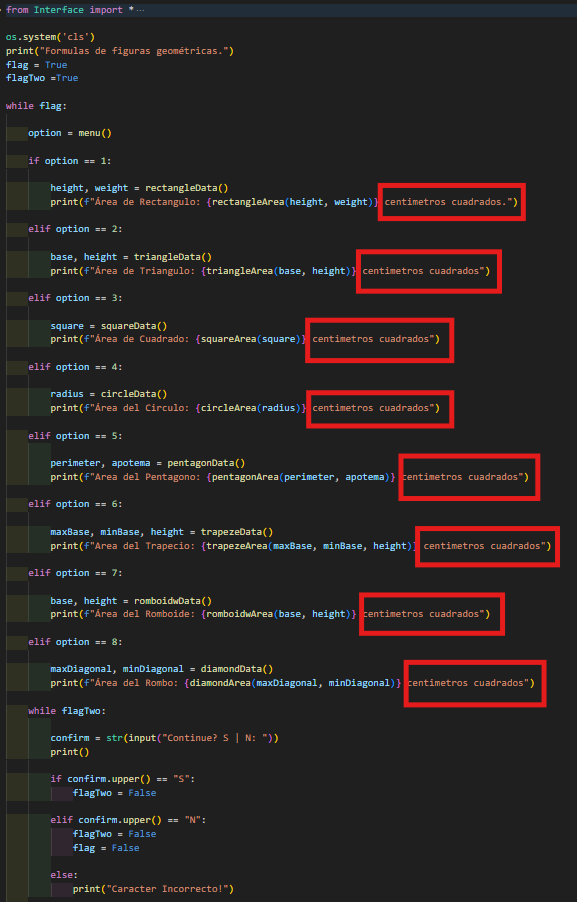 from Interface import * ...
os.system('cls')
print("Formulas de figuras geométricas.")
flag = True
flagTwo =True
while flag:
option = menu()
if option == 1:
height, weight = rectangleData()
print(f"Área de Rectangulo: {rectangleArea(height, weight)} centimetros cuadrados.")
elif option == 2:
base, height = triangleData()
print(f"Área de Triangulo: {triangleArea(base, height)} centimetros cuadrados")
elif option == 3:
square = squareData()
print(f"Área de Cuadrado: {squareArea(square)} centimetros cuadrados")
elif option == 4:
radius = circleData()
print(f"Área del Circulo: {circleArea(radius)} centimetros cuadrados")
elif option == 5:
perimeter, apotema = pentagonData()
print(f"Area del Pentagono: {pentagonArea(perimeter, apotema)} centimetros cuadrados")
elif option == 6:
maxBase, minBase, height = trapezeData()
print(f"Area del Trapecio: {trapezeArea(maxBase, minBase, height)} centimetros cuadrados")
elif option == 7:
base, height = romboidwData()
print(f"Área del Romboide: {romboidwArea(base, height)} centimetros cuadrados")
elif option == 8:
maxDiagonal, minDiagonal = diamondData()
print(f"Área del Rombo: {diamondArea(maxDiagonal, minDiagonal)} centimetros cuadrados")
while flagTwo:
confirm = str(input("Continue? S | N: "))
print()
if confirm.upper() == "S":
flagTwo = False
elif confirm.upper() == "N":
flagTwo = False
flag = False
else:
print("Caracter Incorrecto!")